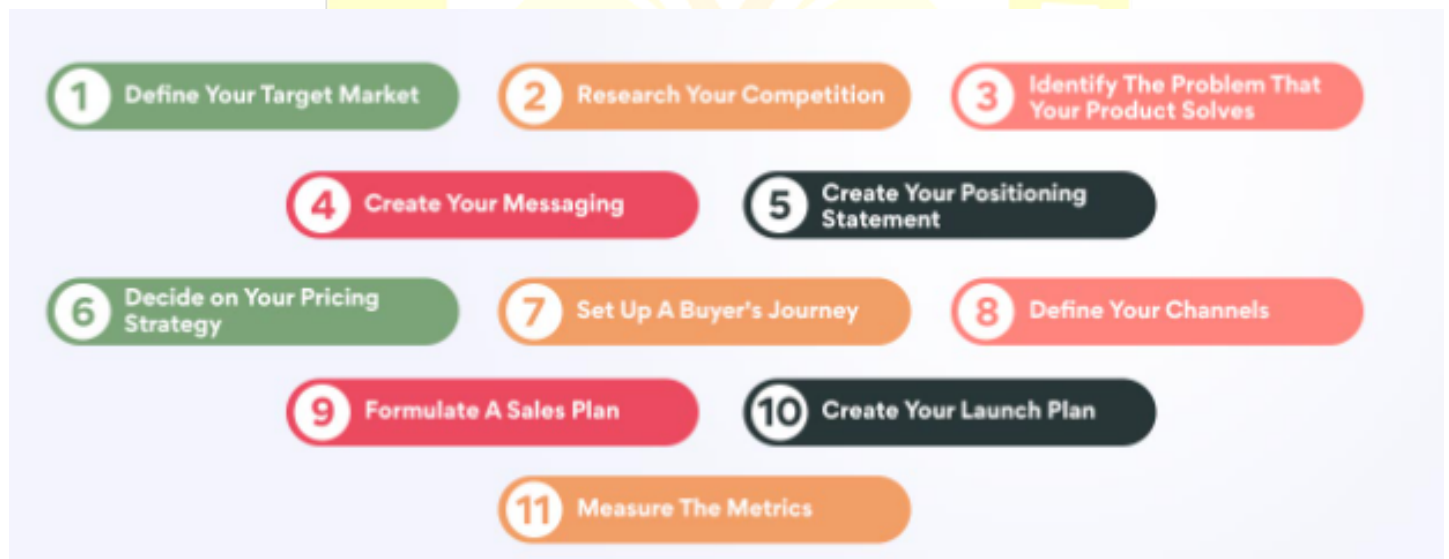 1 Define Your Target Market
2 Research Your Competition
3 Identify The Problem That
Your Product Solves
4 Create Your Messaging
5 Create Your Positioning
Statement
6 Decide on Your Pricing
Strategy
7 Set Up A Buyer's Journey
8 Define Your Channels
9 Formulate A Sales Plan
10 Create Your Launch Plan
11 Measure The Metrics